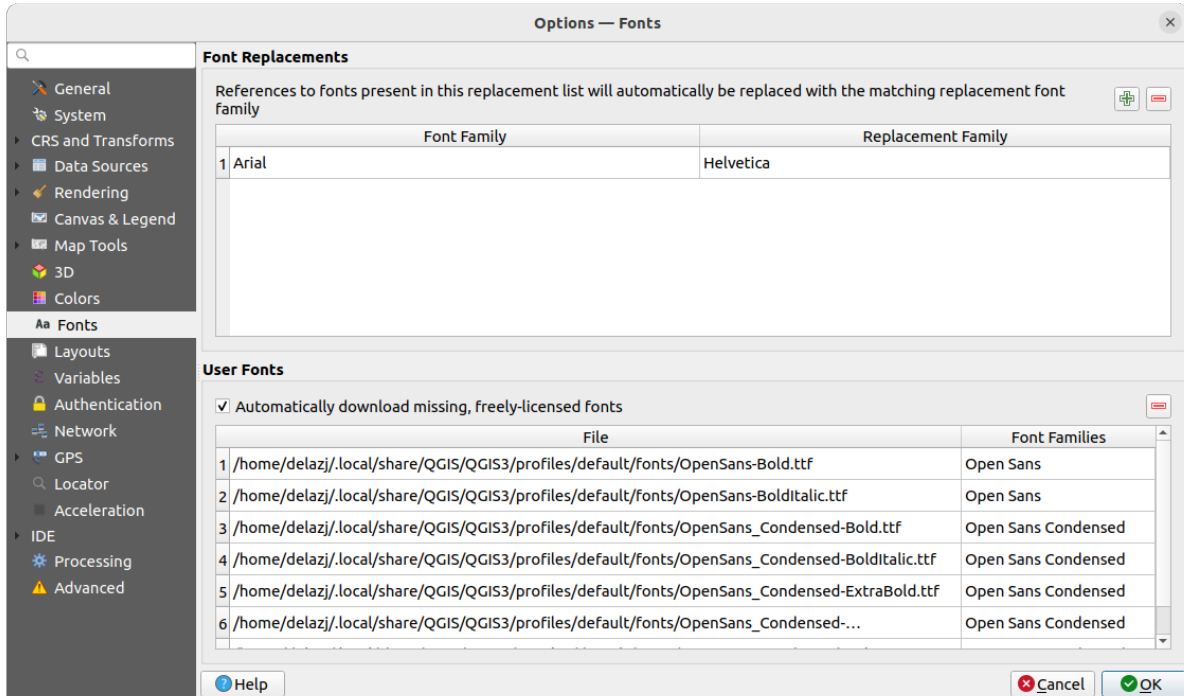 Options — Fonts
General
System
CRS and Transforms
Data Sources
Rendering
Canvas & Legend
Map Tools
3D
Colors
Aa Fonts
Layouts
Variables
Authentication
Network
GPS
Locator
Acceleration
IDE
Processing
Advanced
Font Replacements
References to fonts present in this replacement list will automatically be replaced with the matching replacement font
family
Font Family Replacement Family
1 Arial Helvetica
User Fonts
Automatically download missing, freely-licensed fonts
File Font Families
1 /home/delazj/.local/share/QGIS/QGIS3/profiles/default/fonts/OpenSans-Bold.ttf Open Sans
2 /home/delazj/.local/share/QGIS/QGIS3/profiles/default/fonts/OpenSans-BoldItalic.ttf Open Sans
3 /home/delazj/.local/share/QGIS/QGIS3/profiles/default/fonts/OpenSans_Condensed-Bold.ttf Open Sans Condensed
4 /home/delazj/.local/share/QGIS/QGIS3/profiles/default/fonts/OpenSans_Condensed-BoldItalic.ttf Open Sans Condensed
5 /home/delazj/.local/share/QGIS/QGIS3/profiles/default/fonts/OpenSans_Condensed-ExtraBold.ttf Open Sans Condensed
6 /home/delazj/.local/share/QGIS/QGIS3/profiles/default/fonts/OpenSans_Condensed-... Open Sans Condensed
Help Cancel OK